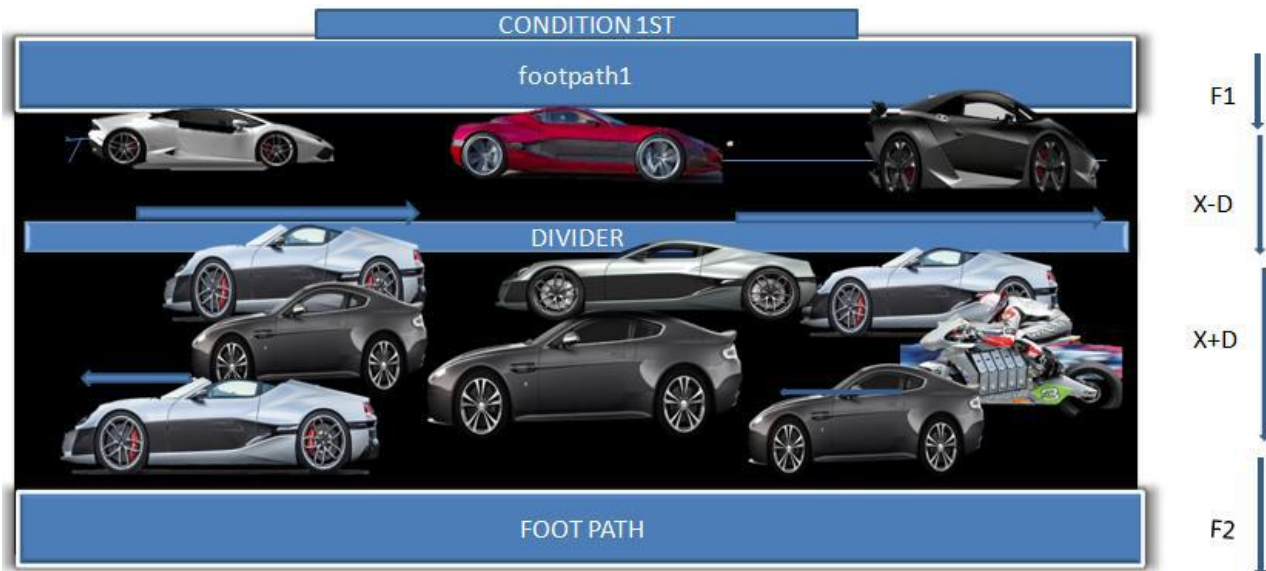 CONDITION 1ST
footpath1
F1
X-D
DIVIDER
X+D
FOOT PATH
F2